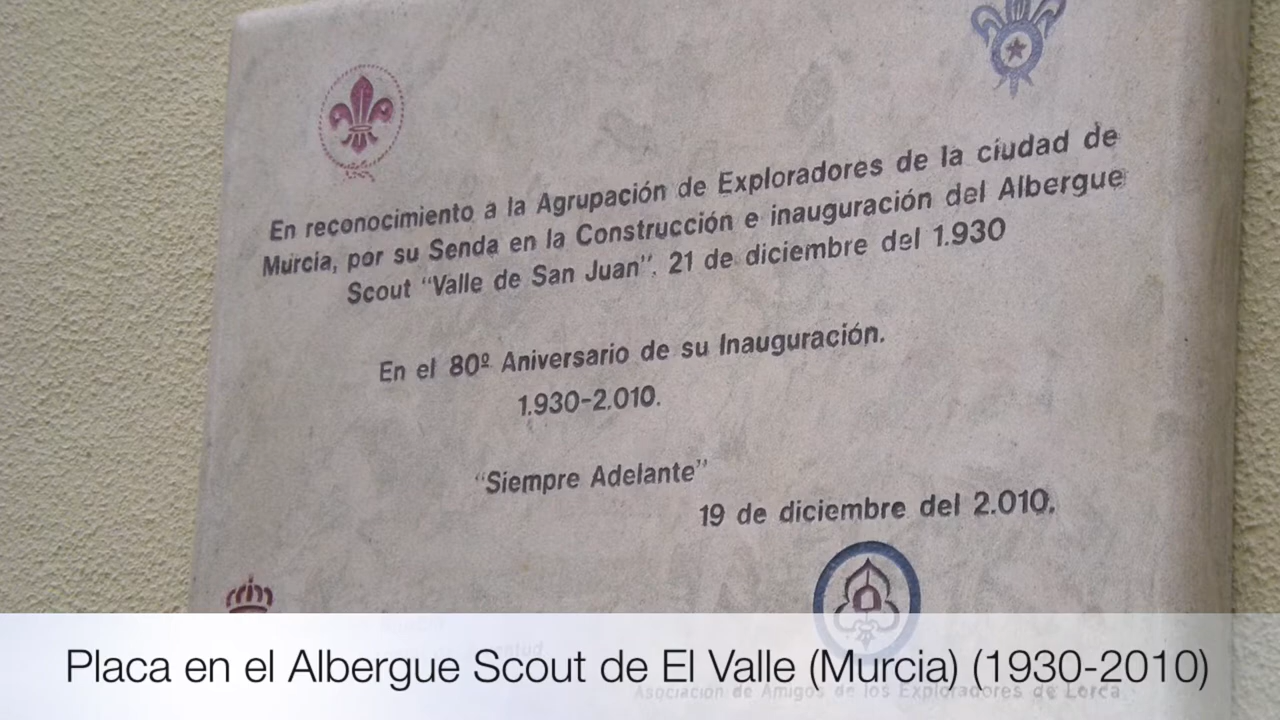 En reconocimiento a la Agrupación de Exploradores de la ciudad de
Murcia, por su Senda en la Construcción e inauguración del Albergue
Scout “Valle de San Juan”. 21 de diciembre del 1.930
En el 80º Aniversario de su Inauguración.
1.930-2.010.
“Siempre Adelante”
19 de diciembre del 2.010.
Placa en el Albergue Scout de El Valle (Murcia) (1930-2010)
Asociación de Amigos de los Exploradores de Lorca